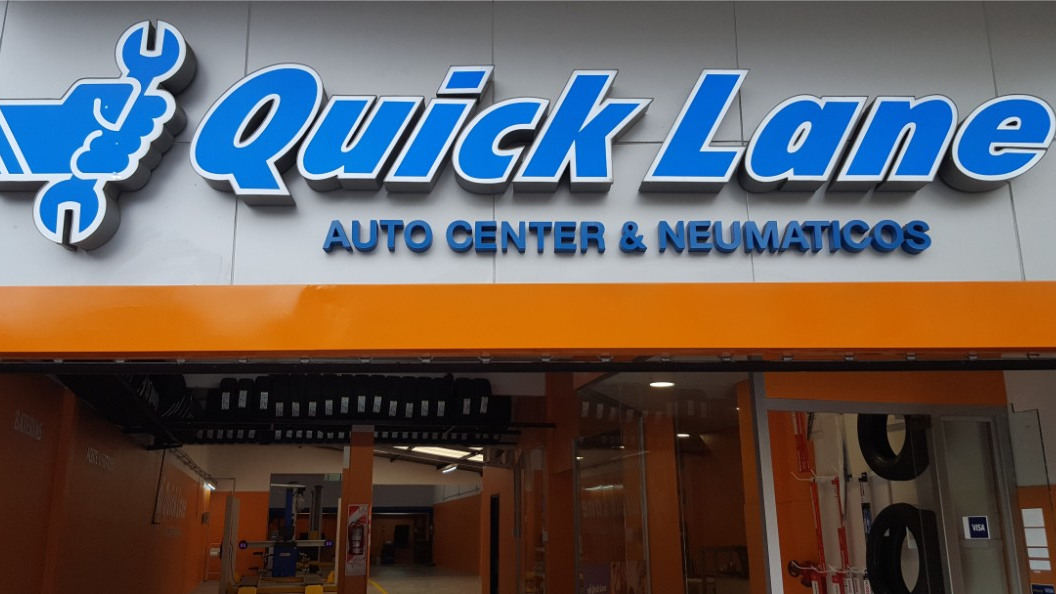 Quick Lane
AUTO CENTER & NEUMATICOS
VISA